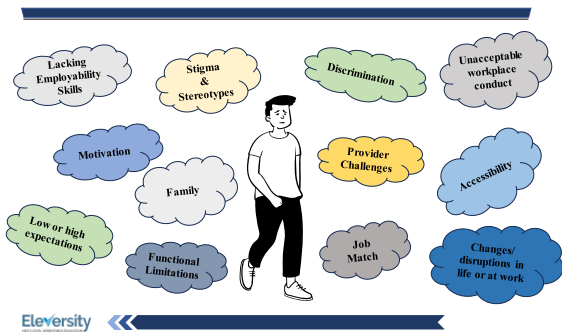 Lacking
Employability
Skills
Stigma
&
Stereotypes
Discrimination
Unacceptable
workplace
conduct
Motivation
Family
Provider
Challenges
Accessibility
Low or high
expectations
Functional
Limitations
Job
Match
Changes/
disruptions in
life or at work
Eleversity